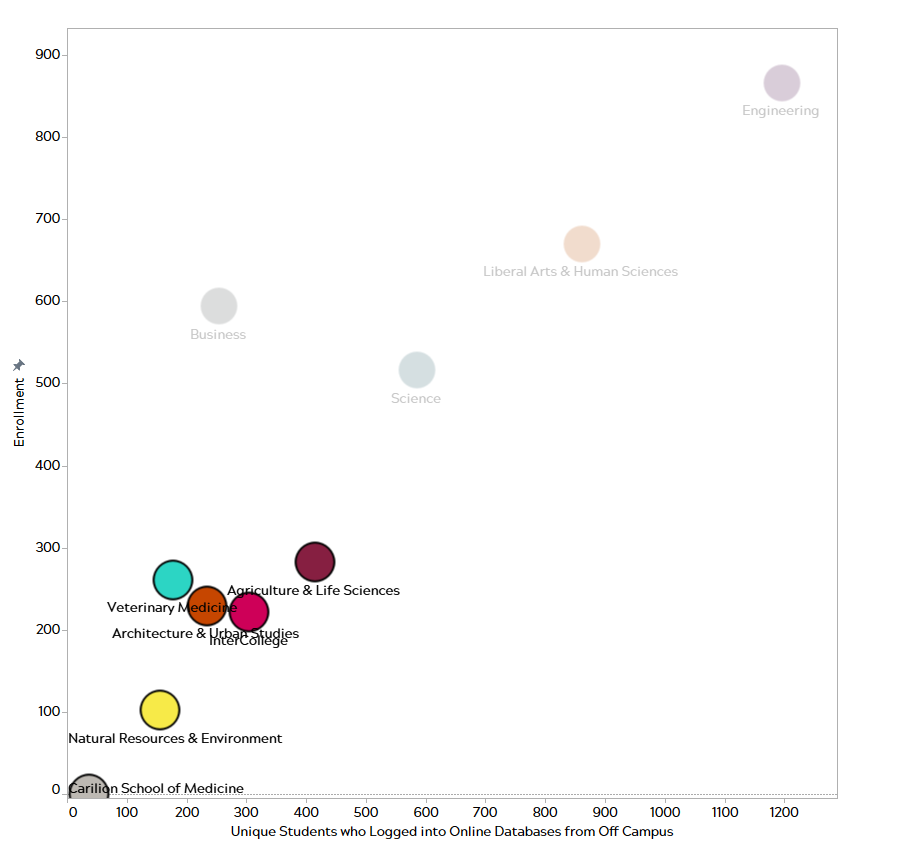 900
Engineering
800
700
Liberal Arts & Human Sciences
600
Business
500
Science
Enrollment
400
300
Agriculture & Life Sciences
Veterinary Medicine
Architecture & Urban Studies
InterCollege
200
100
Natural Resources & Environment
Carilion School of Medicine
0
0 100 200 300 400 500 600 700 800 900 1000 1100 1200
Unique Students who Logged into Online Databases from Off Campus